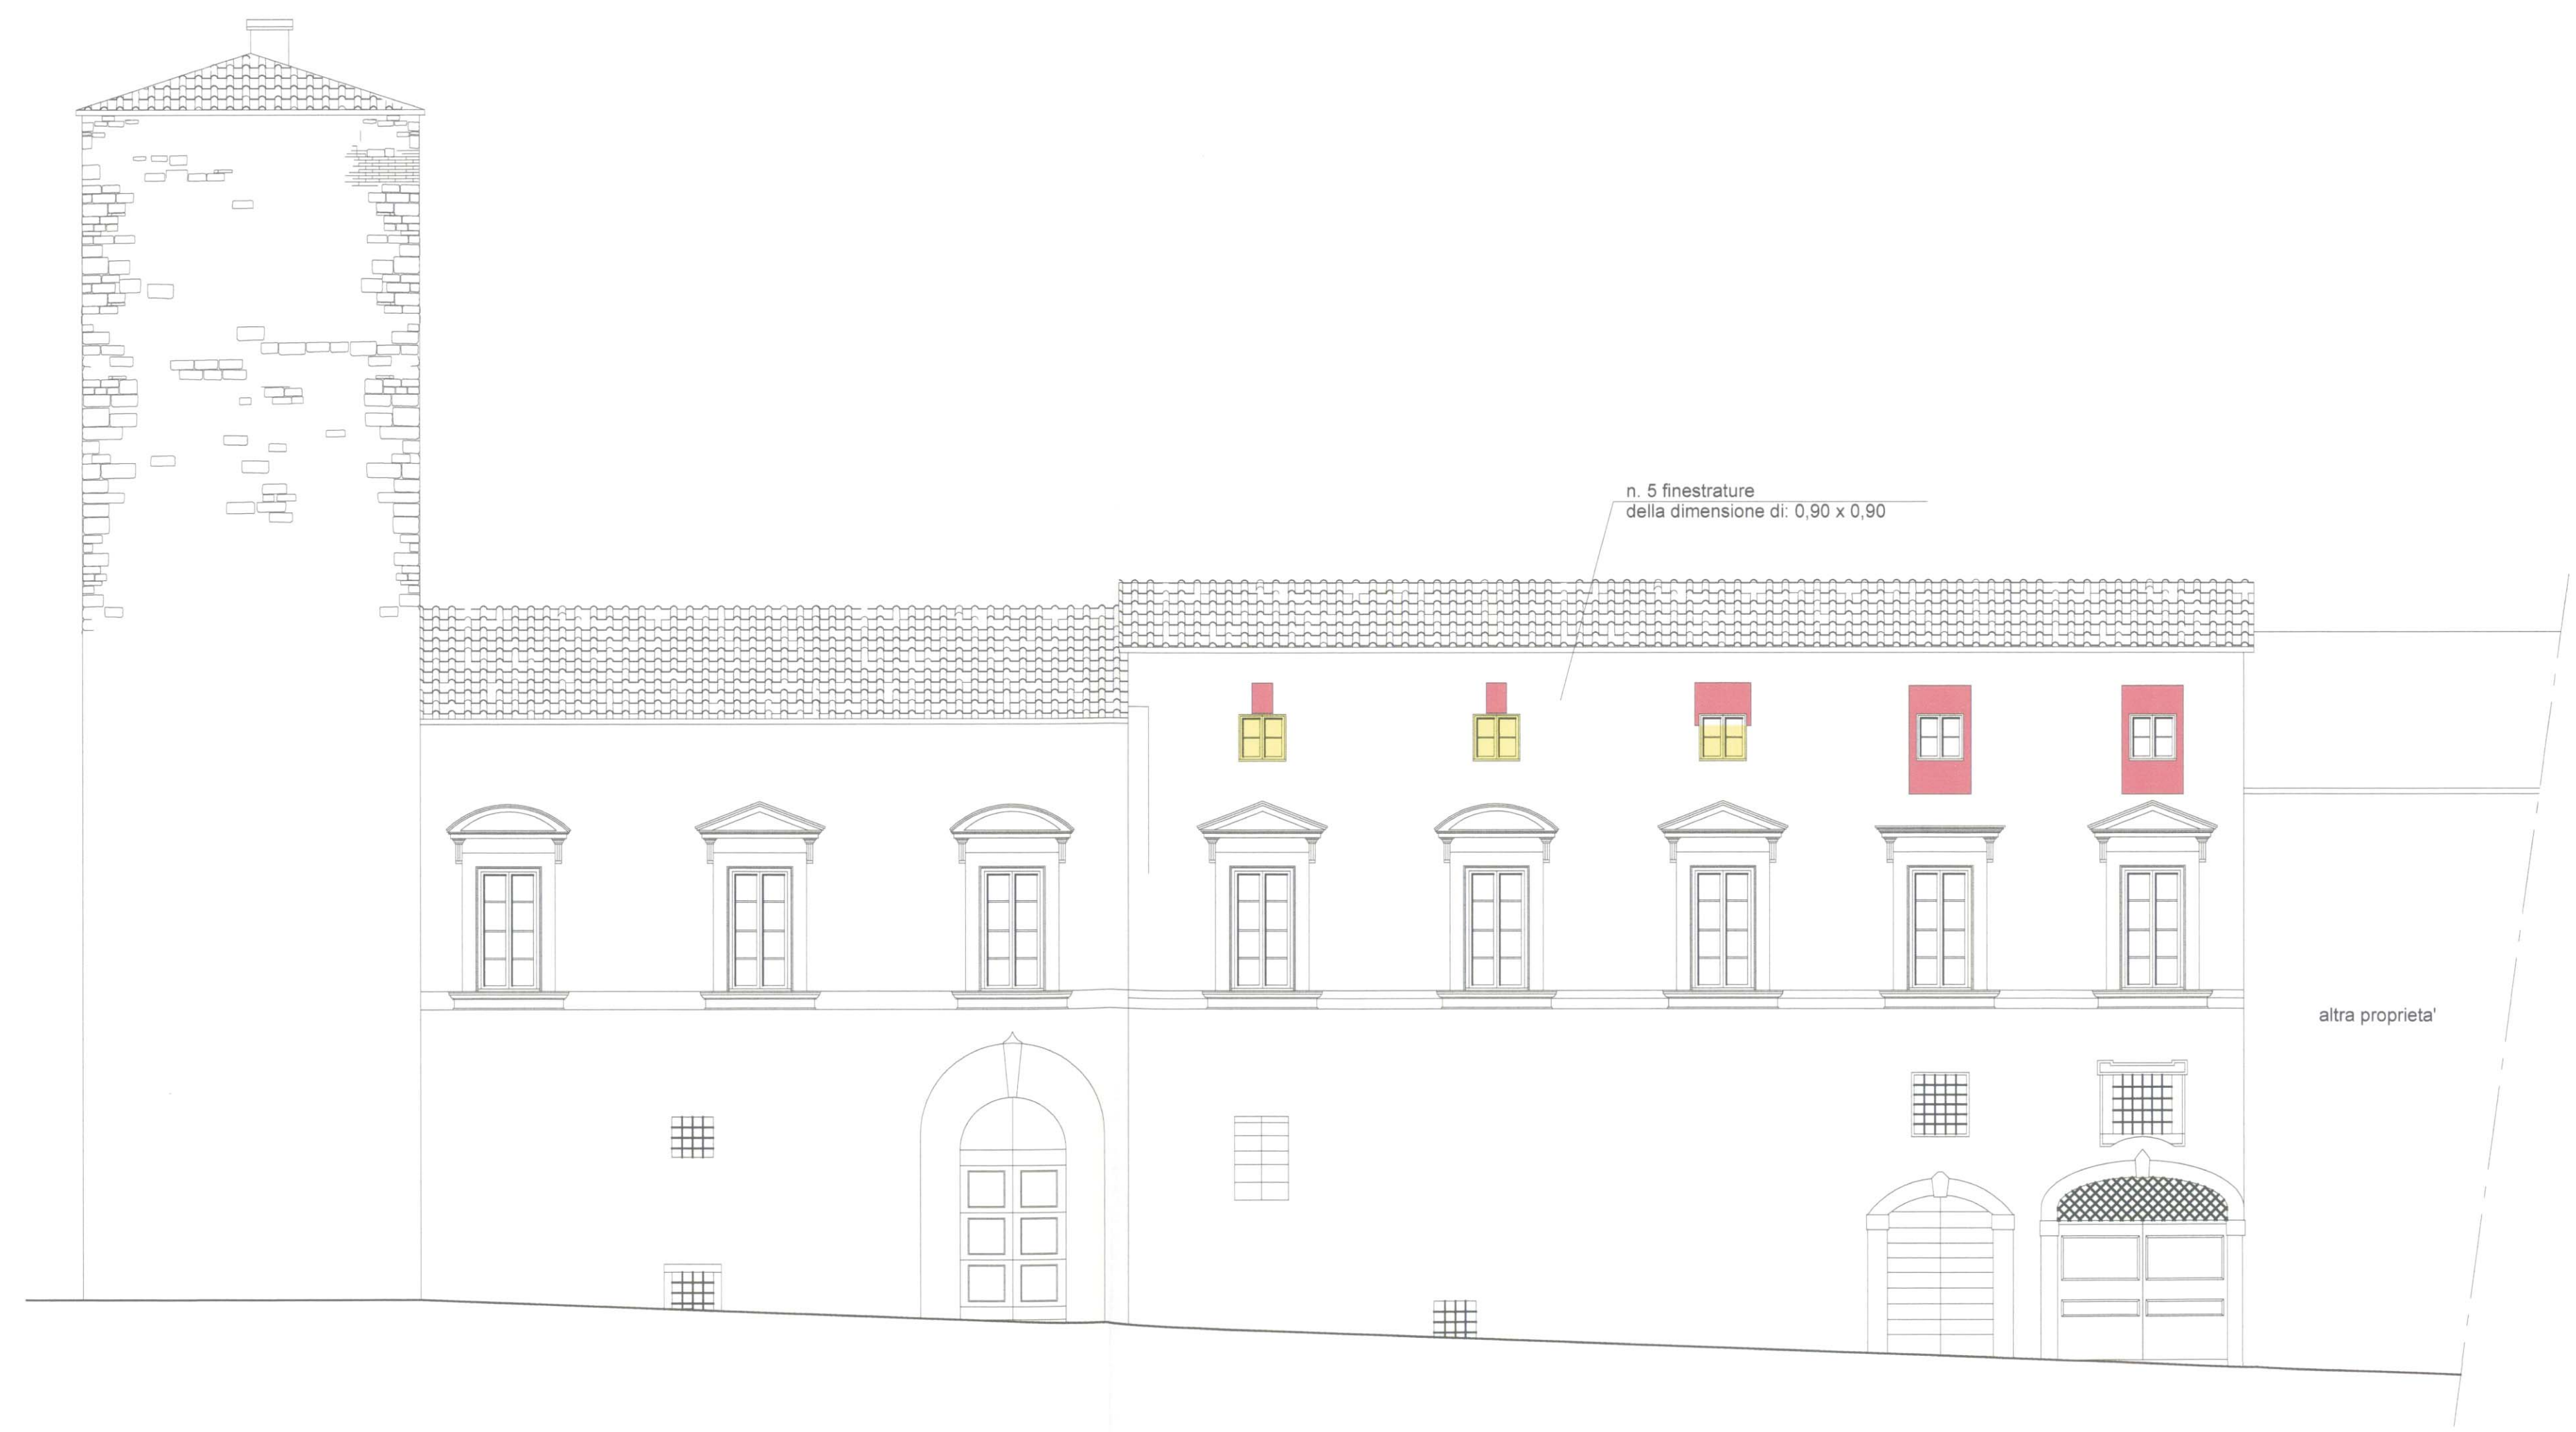 n. 5 finestrature
della dimensione di: 0,90 x 0,90
altra proprieta'